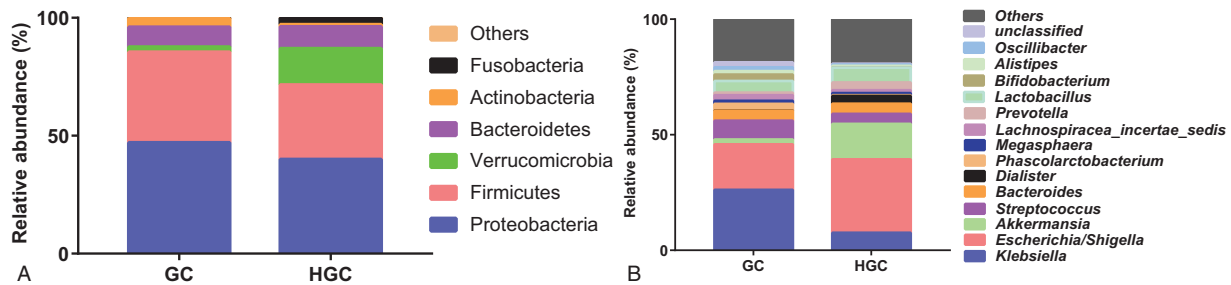 Relative abundance (%)
100
50
0
GC
HGC
A
Others
Fusobacteria
Actinobacteria
Bacteroidetes
Verrucomicrobia
Firmicutes
Proteobacteria
Relative abundance (%)
100
50
0
GC
HGC
B
Others
unclassified
Oscillibacter
Alistipes
Bifidobacterium
Lactobacillus
Prevotella
Lachnospiracea_incertae_sedis
Megasphaera
Phascolarctobacterium
Dialister
Bacteroides
Streptococcus
Akkermansia
Escherichia/Shigella
Klebsiella